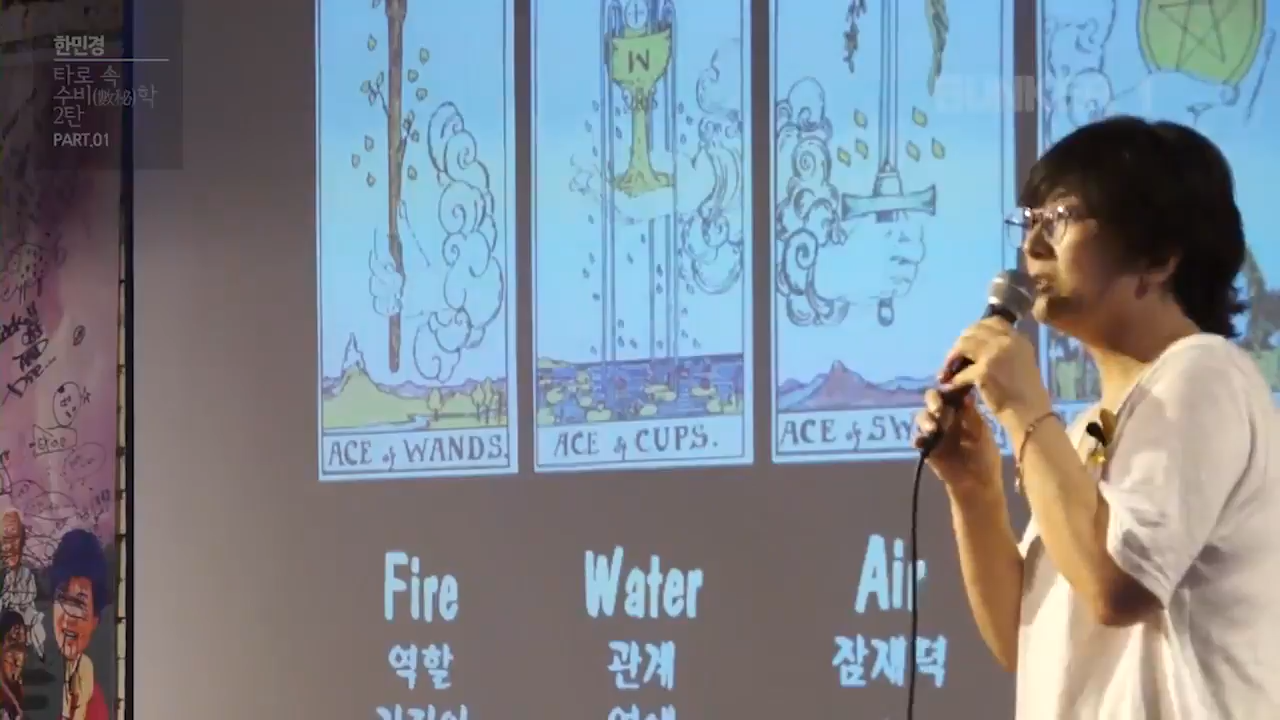 한민경
타로 속
수비(數秘)학
2탄
PART.01
ACE of WANDS.
ACE of CUPS.
ACE of SW
Fire
Water
Air
역할
관계
잠재력